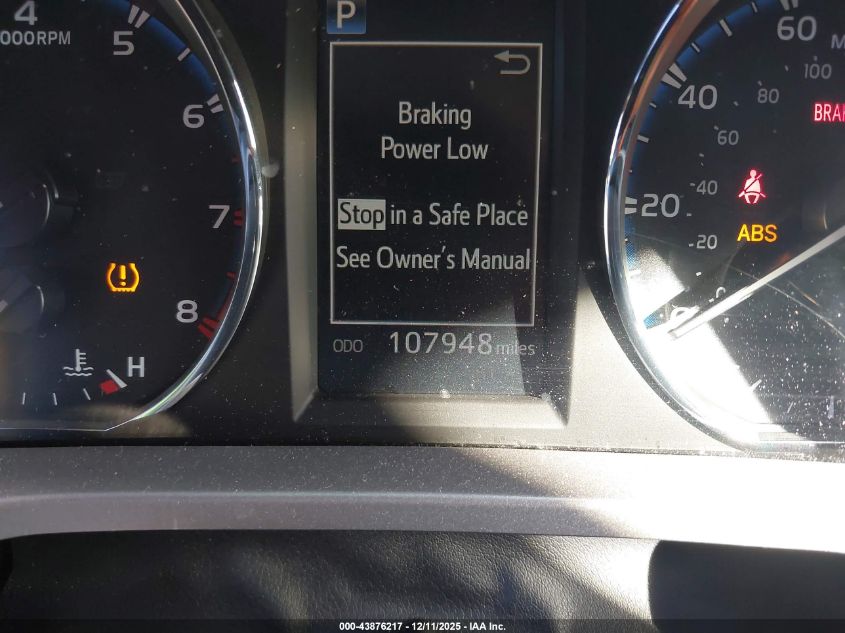 P
4
000RPM
5
6
7
8
H
Braking
Power Low
Stop in a Safe Place
See Owner's Manual
ODO 107948 miles
60
100
40
80
BRA
60
40
20
ABS
20
0
000-43876217 - 12/11/2025 - IAA Inc.